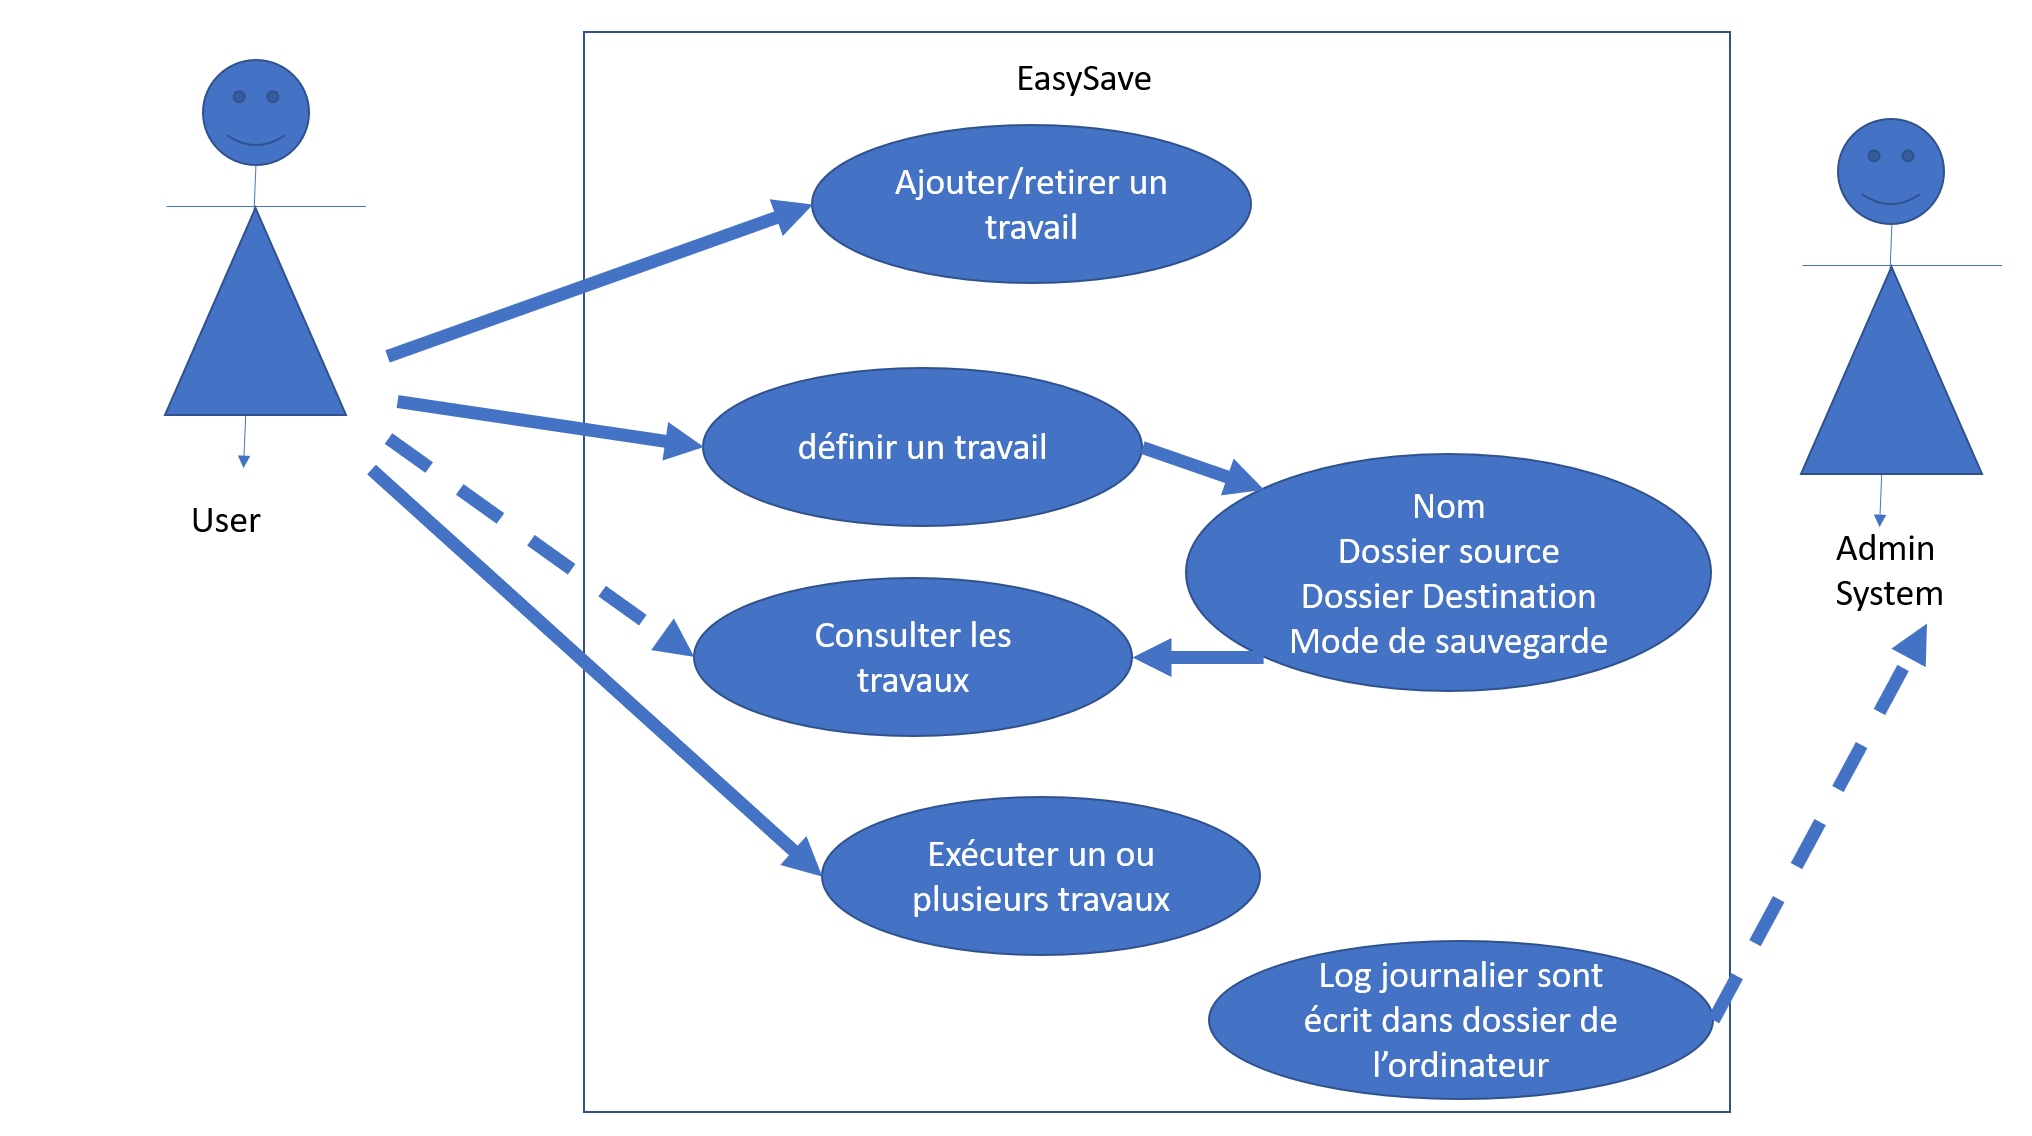 EasySave
Ajouter/retirer un
travail
définir un travail
User
Nom
Dossier source
Dossier Destination
Mode de sauvegarde
Admin
System
Consulter les
travaux
Exécuter un ou
plusieurs travaux
Log journalier sont
écrit dans dossier de
l’ordinateur